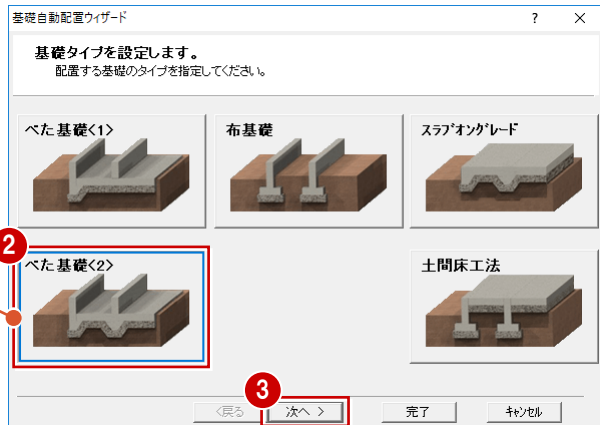 基礎自動配置ウィザード ? ×
基礎タイプを設定します。
配置する基礎のタイプを指定してください。
べた基礎<1>
布基礎
スラブオングレード
2
べた基礎<2>
土間床工法
3
<戻る
次へ >
完了
キャンセル